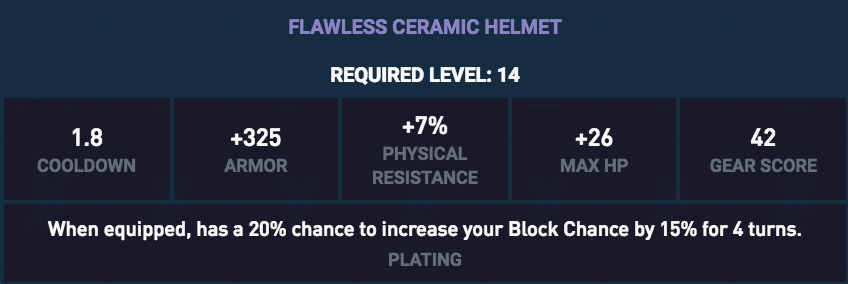 FLAWLESS CERAMIC HELMET
REQUIRED LEVEL: 14
1.8
COOLDOWN
+325
ARMOR
+7%
PHYSICAL
RESISTANCE
+26
MAX HP
42
GEAR SCORE
When equipped, has a 20% chance to increase your Block Chance by 15% for 4 turns.
PLATING